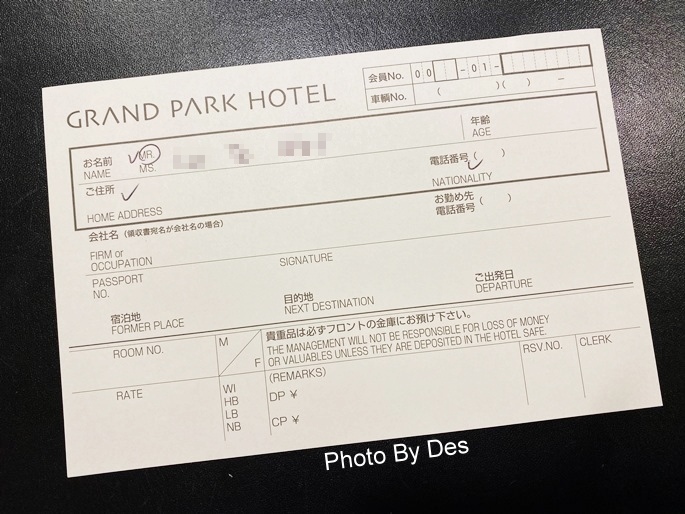 GRAND PARK HOTEL
会員No. 00 -01-
車輌No. ( )( ) -
お名前 MR.
NAME MS.
年齢
AGE
ご住所
HOME ADDRESS
電話番号 ( )
NATIONALITY
会社名 (領収書宛名が会社名の場合)
お勤め先
電話番号 ( )
FIRM or
OCCUPATION
SIGNATURE
PASSPORT
NO.
宿泊地
FORMER PLACE
目的地
NEXT DESTINATION
ご出発日
DEPARTURE
ROOM NO.
M
F
貴重品は必ずフロントの金庫にお預け下さい。
THE MANAGEMENT WILL NOT BE RESPONSIBLE FOR LOSS OF MONEY
OR VALUABLES UNLESS THEY ARE DEPOSITED IN THE HOTEL SAFE.
RATE
WI
HB
LB
NB
(REMARKS)
DP ¥
CP ¥
RSV.NO.
CLERK
Photo By Des